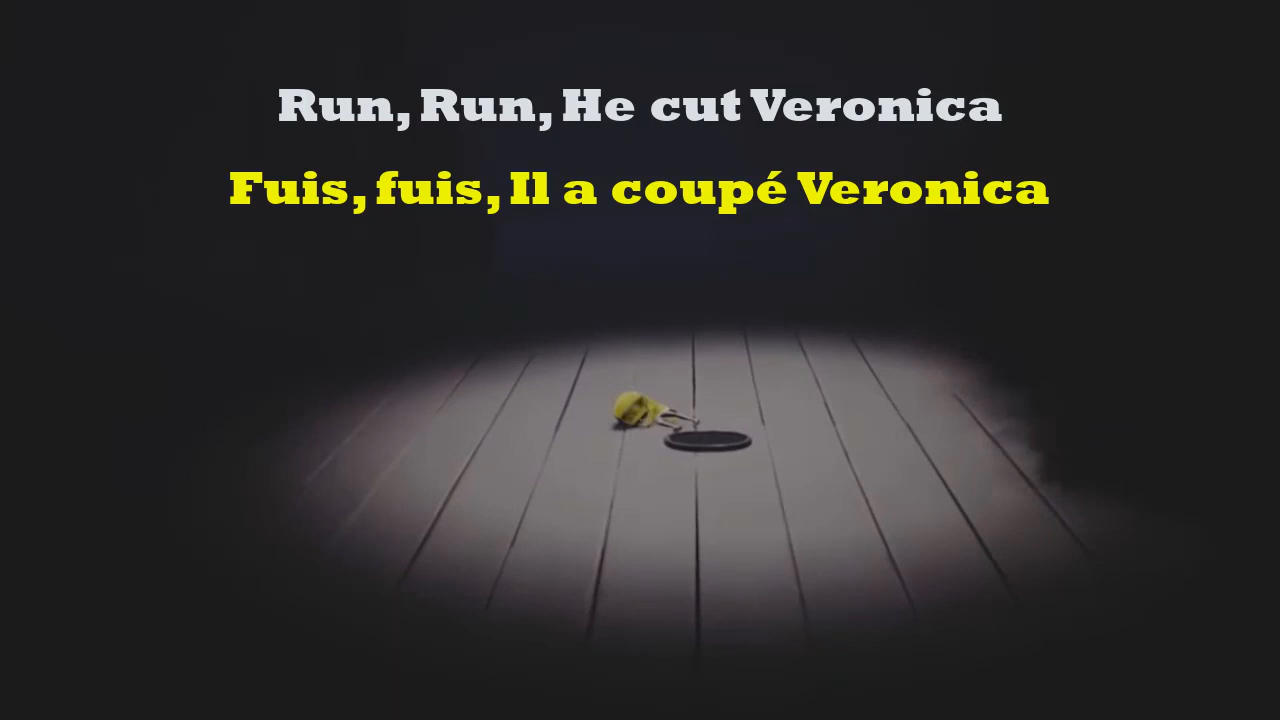 Run, Run, He cut Veronica
Fuis, fuis, Il a coupé Veronica